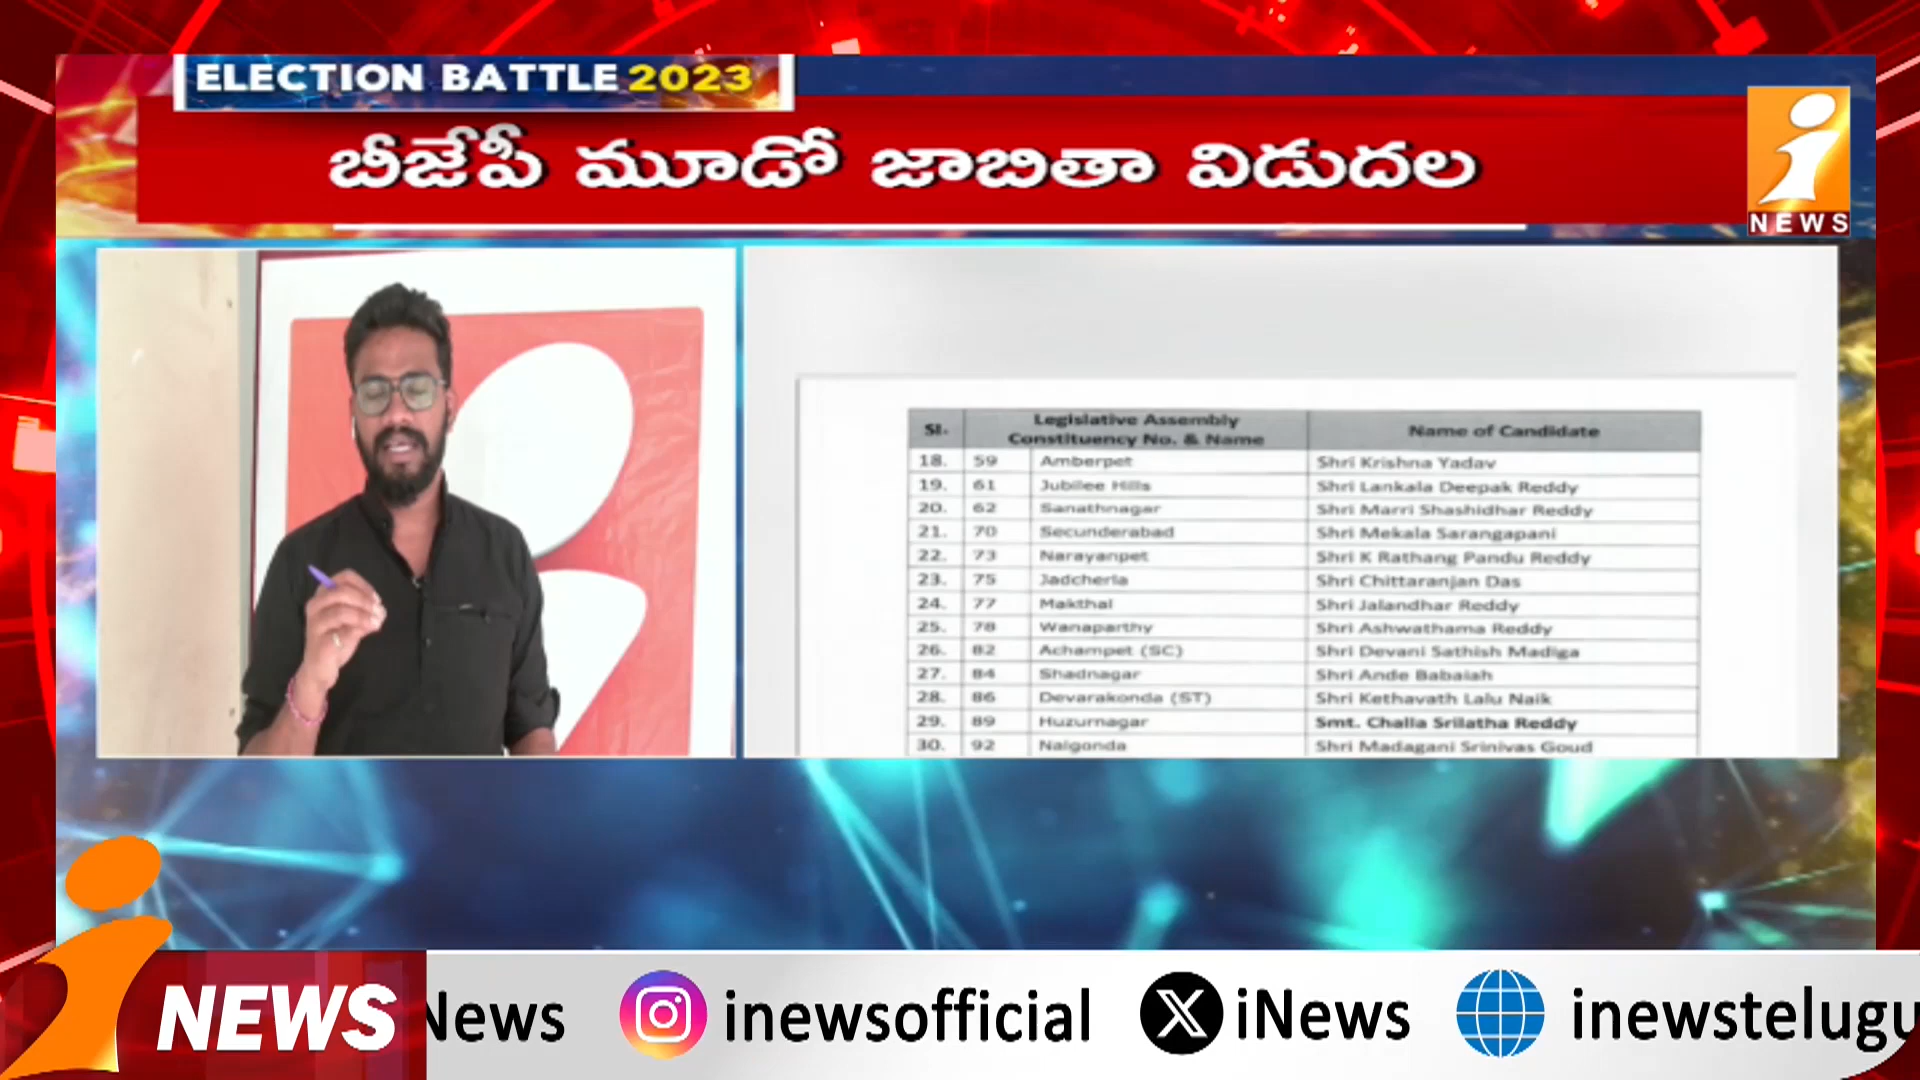 ELECTION BATTLE 2023
బీజేపీ మూడో జాబితా విడుదల
NEWS
Sl. Legislative Assembly Constituency No. & Name Name of Candidate
18. 59 Amberpet Shri Krishna Yadav
19. 61 Jubilee Hills Shri Lankala Deepak Reddy
20. 62 Sanathnagar Shri Marri Shashidhar Reddy
21. 70 Secunderabad Shri Mekala Sarangapani
22. 73 Narayanpet Shri K Rathang Pandu Reddy
23. 75 Jadcherla Shri Chittaranjan Das
24. 77 Makthal Shri Jalandhar Reddy
25. 78 Wanaparthy Shri Ashwathama Reddy
26. 82 Achampet (SC) Shri Devani Sathish Madiga
27. 84 Shadnagar Shri Ande Babaiah
28. 86 Devarakonda (ST) Shri Kethavath Lalu Naik
29. 89 Huzurnagar Smt. Challa Srilatha Reddy
30. 92 Nalgonda Shri Madagani Srinivas Goud
NEWS News inewsofficial iNews inewstelugu